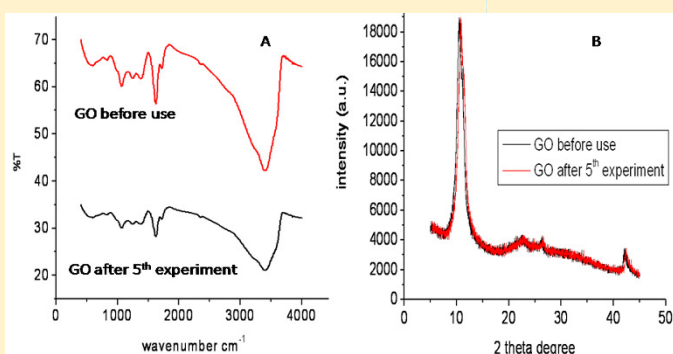 A
GO before use
GO after 5th experiment
%T
70
60
50
40
30
20
0
1000
2000
3000
4000
wavenumber cm-1
B
GO before use
GO after 5th experiment
intensity (a.u.)
18000
16000
14000
12000
10000
8000
6000
4000
2000
0
0
10
20
30
40
50
2 theta degree